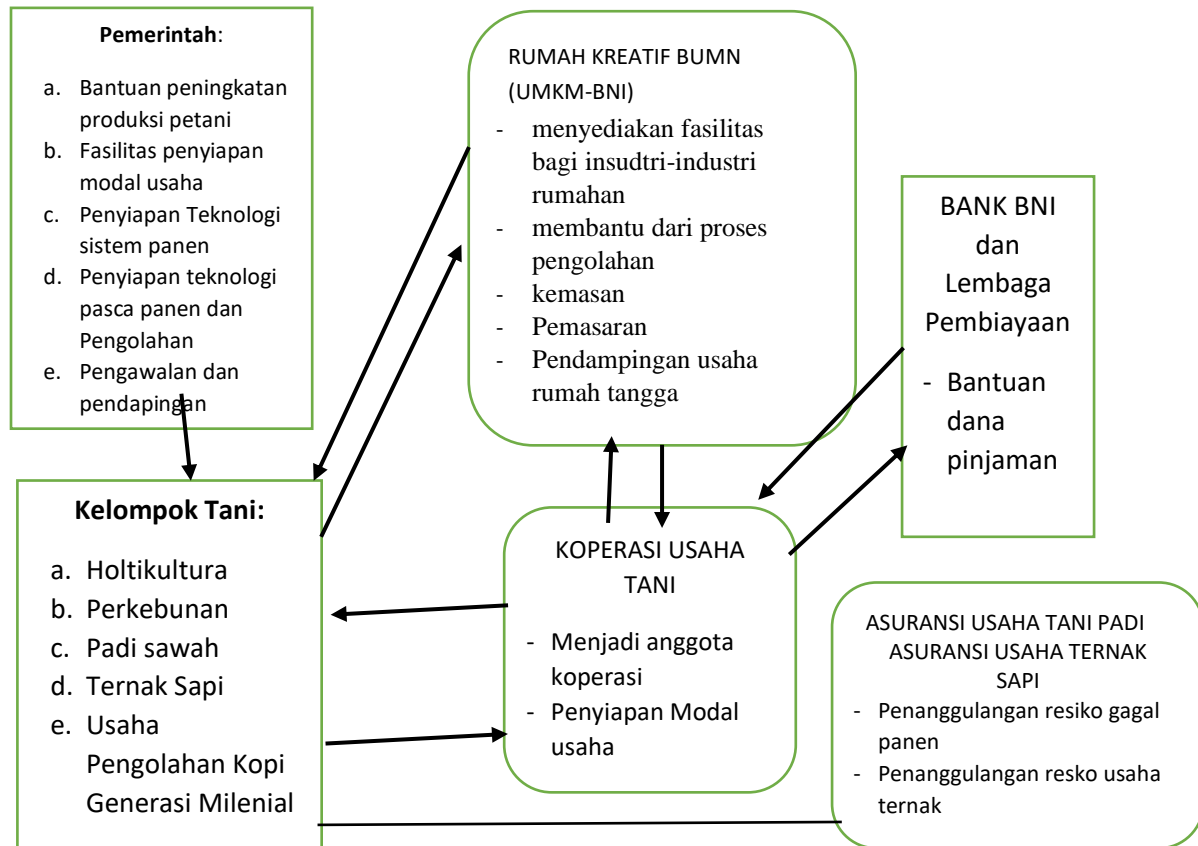 Pemerintah:
a. Bantuan peningkatan
produksi petani
b. Fasilitas penyiapan
modal usaha
c. Penyiapan Teknologi
sistem panen
d. Penyiapan teknologi
pasca panen dan
Pengolahan
e. Pengawalan dan
pendapingan
RUMAH KREATIF BUMN
(UMKM-BNI)
- menyediakan fasilitas
bagi insudtri-industri
rumahan
- membantu dari proses
pengolahan
- kemasan
- Pemasaran
- Pendampingan usaha
rumah tangga
BANK BNI
dan
Lembaga
Pembiayaan
- Bantuan
dana
pinjaman
Kelompok Tani:
a. Holtikultura
b. Perkebunan
c. Padi sawah
d. Ternak Sapi
e. Usaha
Pengolahan Kopi
Generasi Milenial
KOPERASI USAHA
TANI
- Menjadi anggota
koperasi
- Penyiapan Modal
usaha
ASURANSI USAHA TANI PADI
ASURANSI USAHA TERNAK
SAPI
- Penanggulangan resiko gagal
panen
- Penanggulangan resko usaha
ternak